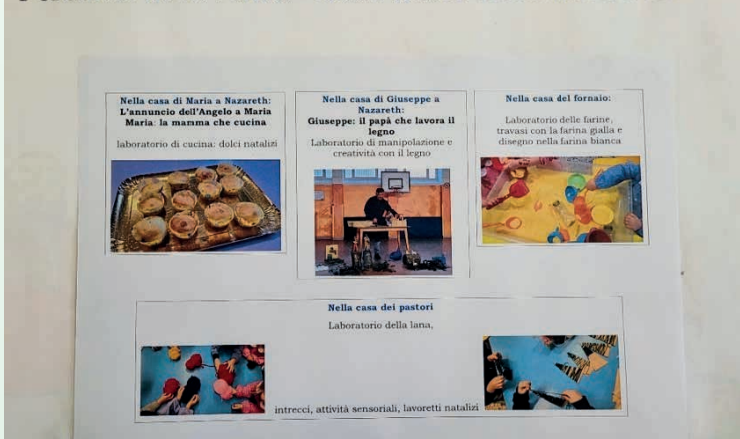 Nella casa di Maria a Nazareth:
L'annuncio dell'Angelo a Maria
Maria: la mamma che cucina
laboratorio di cucina: dolci natalizi
Nella casa di Giuseppe a
Nazareth:
Giuseppe: il papà che lavora il
legno
Laboratorio di manipolazione e
creatività con il legno
Nella casa del fornaio:
Laboratorio delle farine,
travasi con la farina gialla e
disegno nella farina bianca
Nella casa dei pastori
Laboratorio della lana,
intrecci, attività sensoriali, lavoretti natalizi